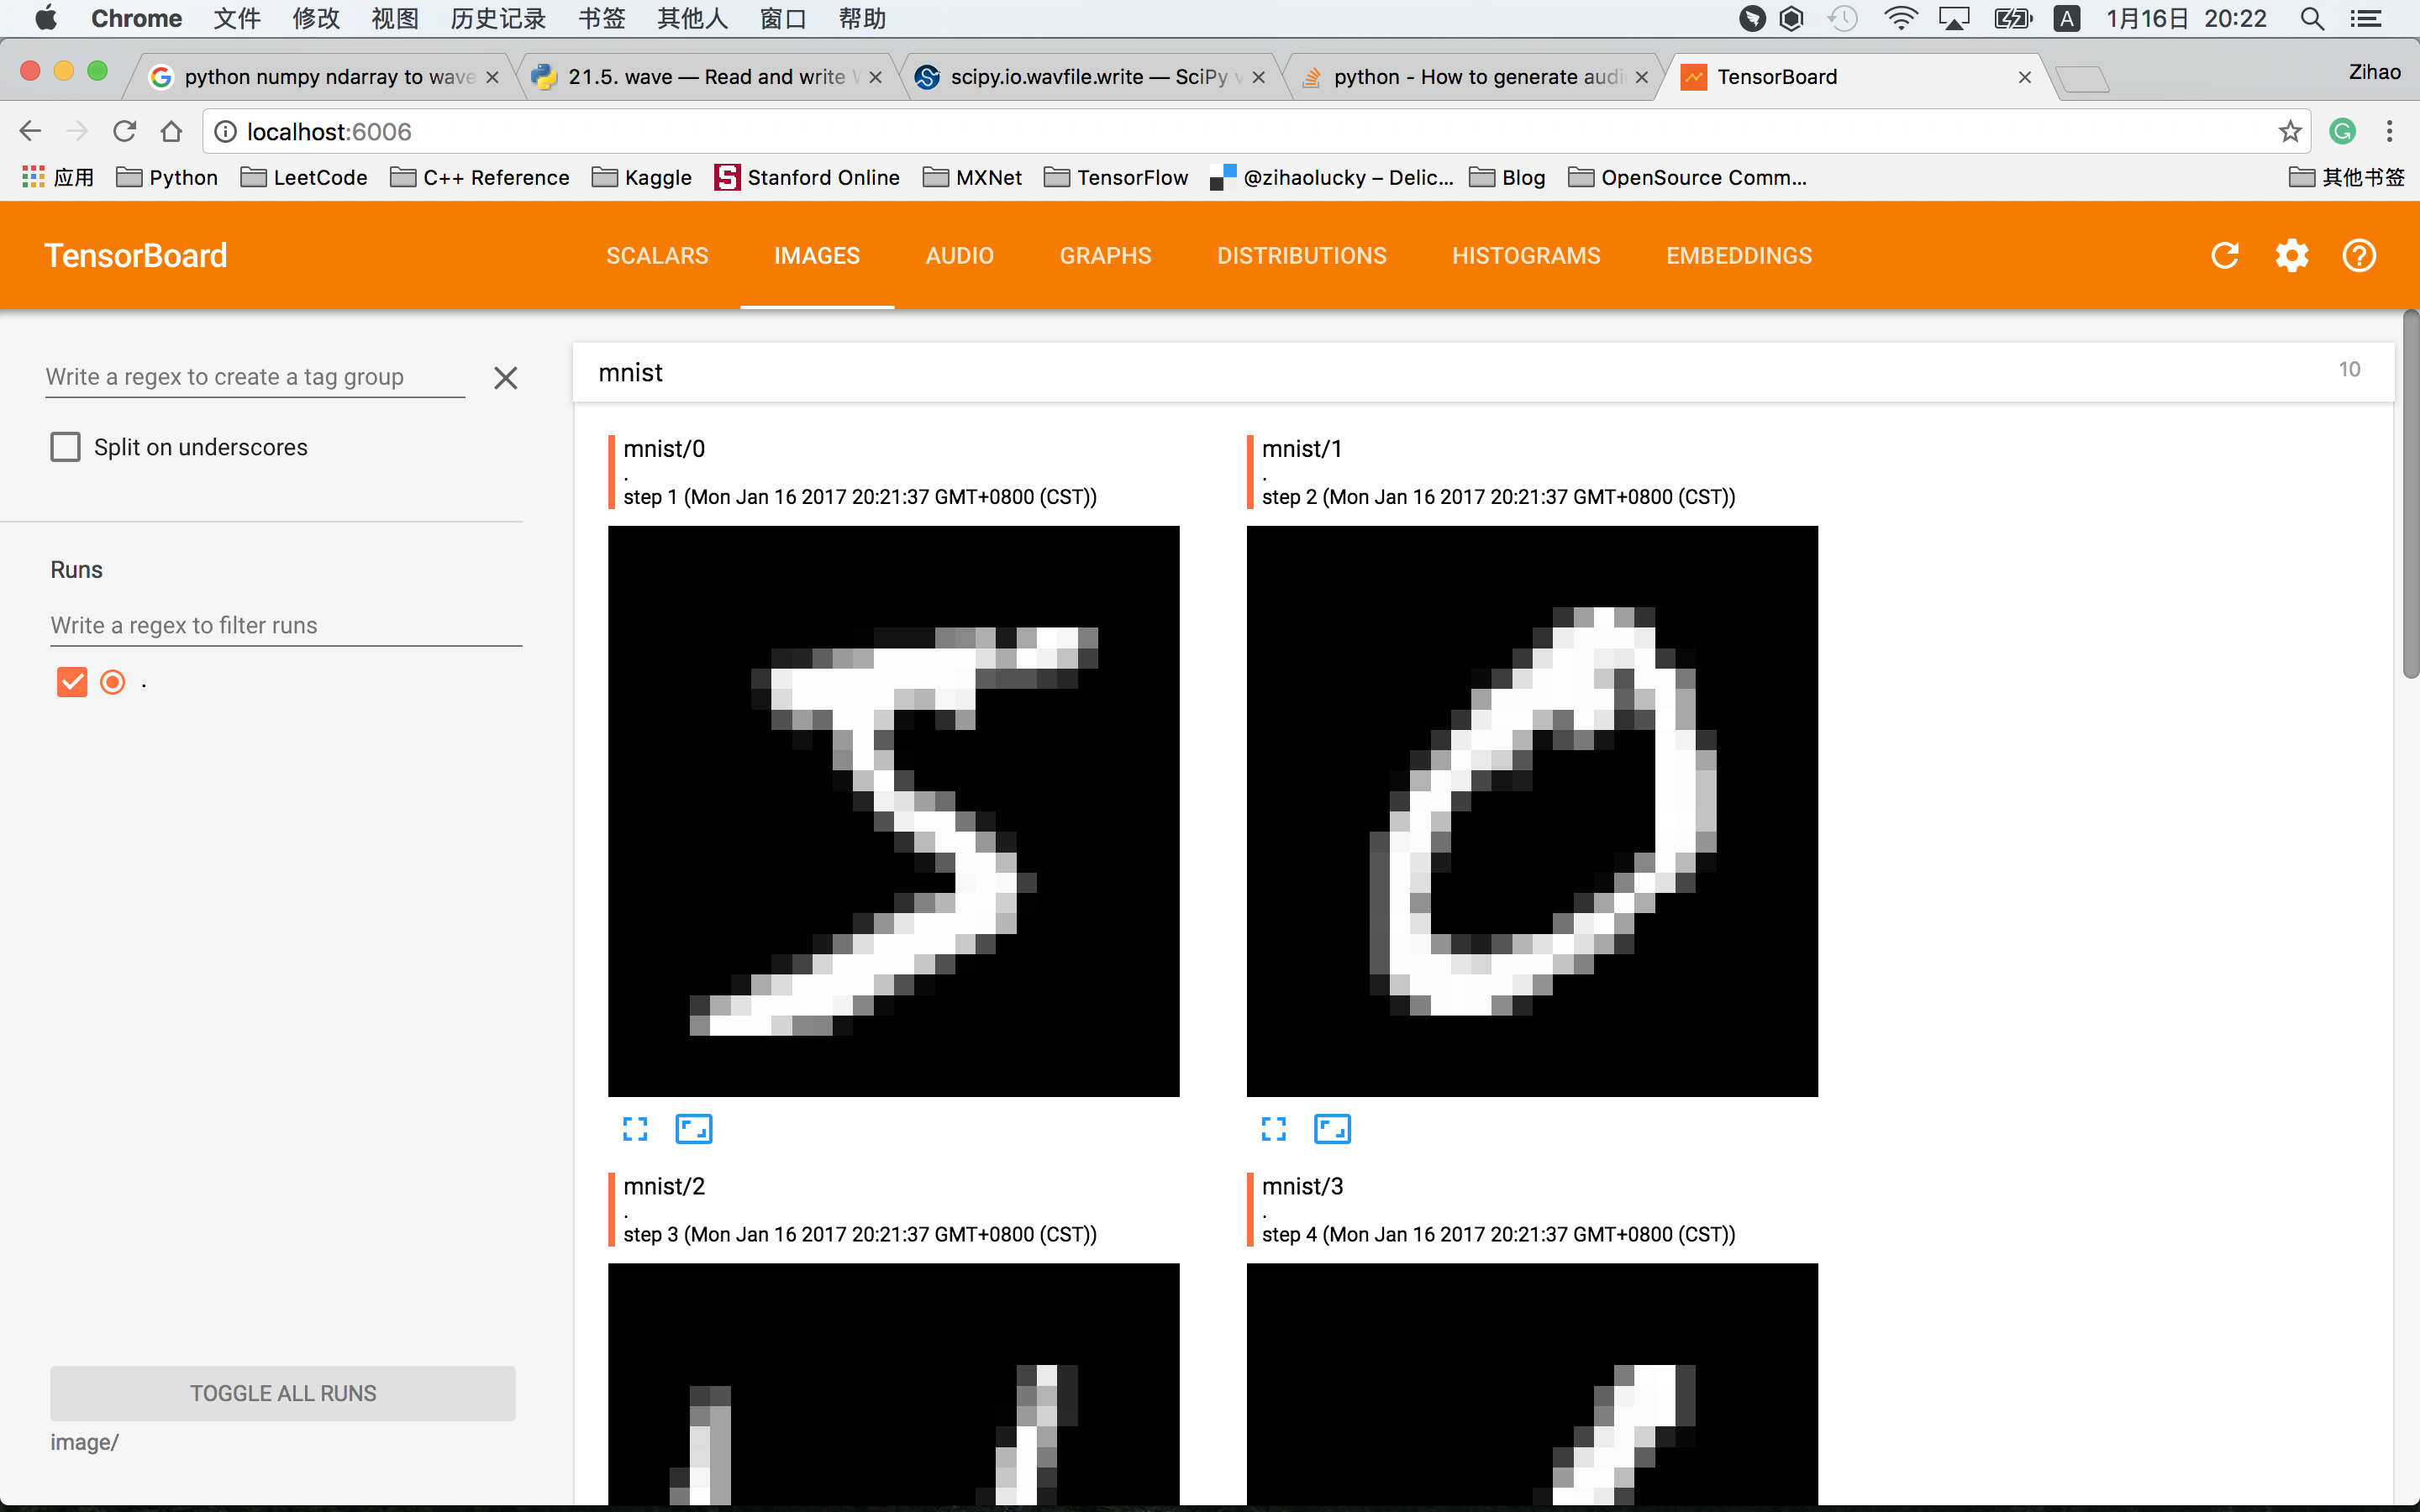 Chrome 文件 修改 视图 历史记录 书签 其他人 窗口 帮助 A 1月16日 20:22
python numpy ndarray to wave 21.5. wave — Read and write scipy.io.wavfile.write — SciPy python - How to generate audi TensorBoard Zihao
localhost:6006
应用 Python LeetCode C++ Reference Kaggle Stanford Online MXNet TensorFlow @zihaolucky – Delic... Blog OpenSource Comm... 其他书签
TensorBoard SCALARS IMAGES AUDIO GRAPHS DISTRIBUTIONS HISTOGRAMS EMBEDDINGS
Write a regex to create a tag group
Split on underscores
Runs
Write a regex to filter runs
.
TOGGLE ALL RUNS
image/
mnist 10
mnist/0
.
step 1 (Mon Jan 16 2017 20:21:37 GMT+0800 (CST))
5
mnist/1
.
step 2 (Mon Jan 16 2017 20:21:37 GMT+0800 (CST))
0
mnist/2
.
step 3 (Mon Jan 16 2017 20:21:37 GMT+0800 (CST))
mnist/3
.
step 4 (Mon Jan 16 2017 20:21:37 GMT+0800 (CST))